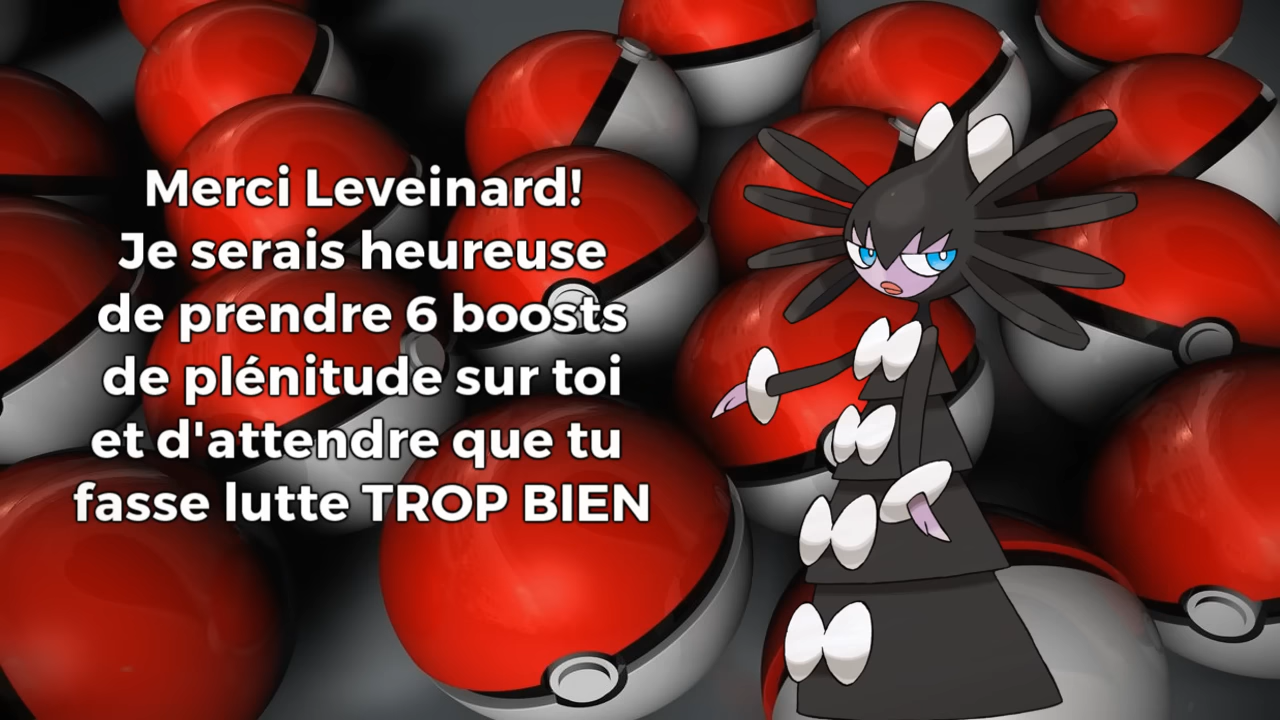 Merci Leveinard!
Je serais heureuse
de prendre 6 boosts
de plénitude sur toi
et d'attendre que tu
fasse lutte TROP BIEN